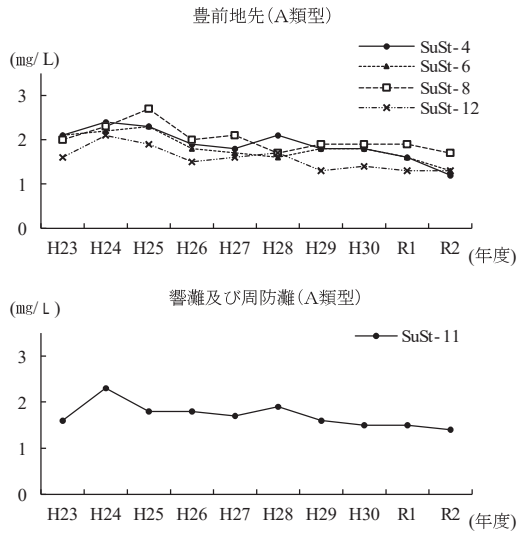 豊前地先(A類型)
(㎎/L)
SuSt-4
SuSt-6
SuSt-8
SuSt-12
3
2
1
0
H23 H24 H25 H26 H27 H28 H29 H30 R1 R2
(年度)
響灘及び周防灘(A類型)
(㎎/L)
SuSt-11
3
2
1
0
H23 H24 H25 H26 H27 H28 H29 H30 R1 R2
(年度)